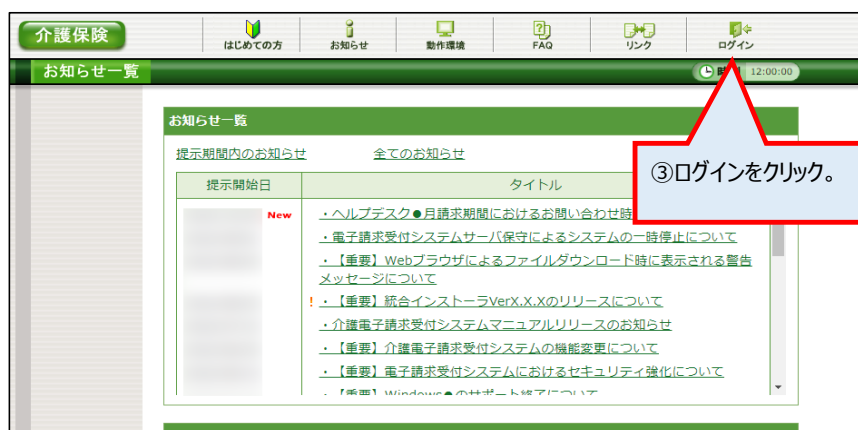 介護保険
はじめての方
お知らせ
動作環境
FAQ
リンク
ログイン
お知らせ一覧
12:00:00
お知らせ一覧
提示期間内のお知らせ
全てのお知らせ
③ログインをクリック。
提示開始日
タイトル
New
・ヘルプデスク●月請求期間におけるお問い合わせ時
・電子請求受付システムサーバ保守によるシステムの一時停止について
・【重要】Webブラウザによるファイルダウンロード時に表示される警告
メッセージについて
!・【重要】統合インストーラVerX.X.Xのリリースについて
・介護電子請求受付システムマニュアルリリースのお知らせ
・【重要】介護電子請求受付システムの機能変更について
・【重要】電子請求受付システムにおけるセキュリティ強化について
・【重要】Windows●のサポート終了について